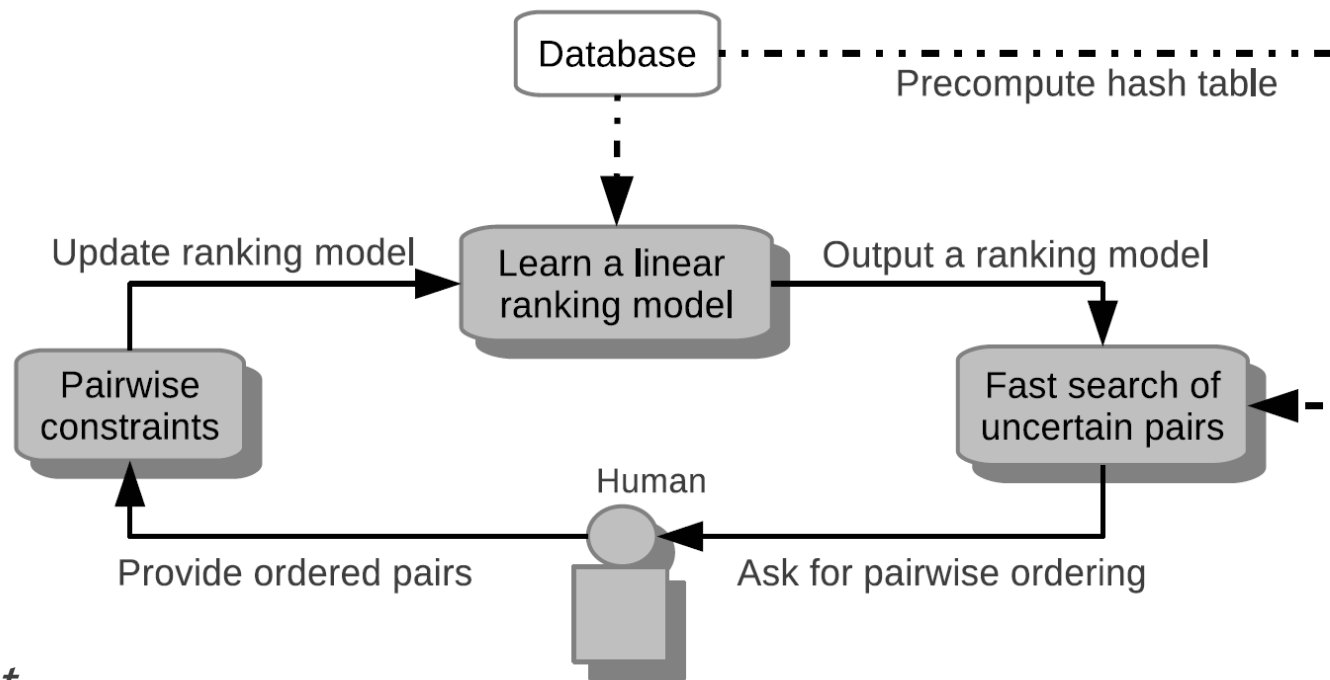 Database
Precompute hash table
Update ranking model
Learn a linear
ranking model
Output a ranking model
Pairwise
constraints
Fast search of
uncertain pairs
Human
Provide ordered pairs
Ask for pairwise ordering
t